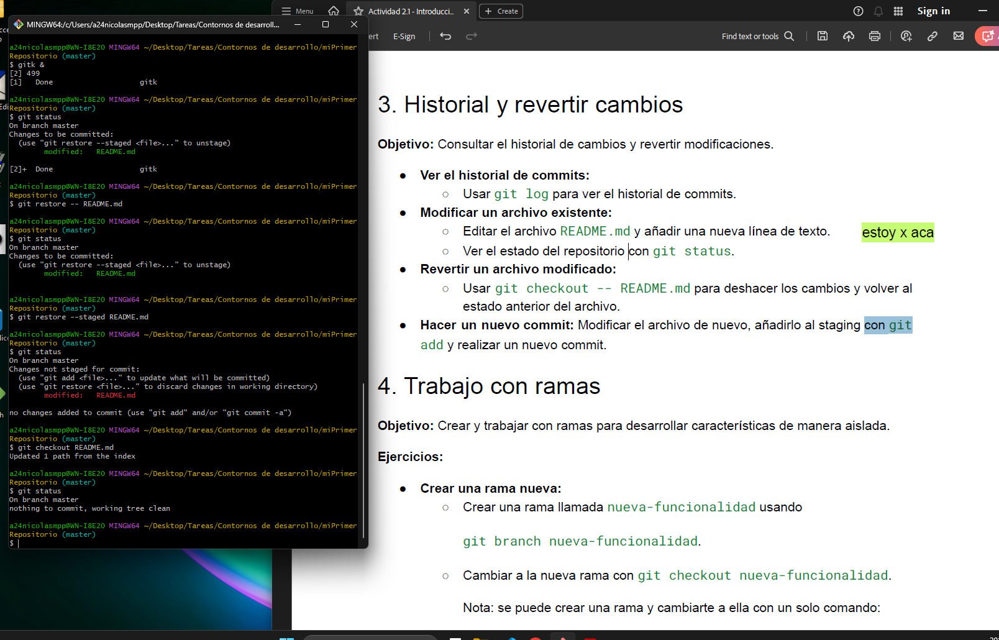 Menu
Actividad 2.1 - Introducci...
Create
Sign in
E-Sign
Find text or tools
MINGW64:/c/Users/a24nicolasmpp/Desktop/Tareas/Contornos de desarroll...
a24nicolasmpp@WN-I8E2O MINGW64 ~/Desktop/Tareas/Contornos de desarrollo/miPrimer
Repositorio (master)
$ gitk &
[2] 499
[1]   Done                    gitk
a24nicolasmpp@WN-I8E2O MINGW64 ~/Desktop/Tareas/Contornos de desarrollo/miPrimer
Repositorio (master)
$ git status
On branch master
Changes to be committed:
(use "git restore --staged <file>..." to unstage)
modified:   README.md
[2]+  Done                    gitk
a24nicolasmpp@WN-I8E2O MINGW64 ~/Desktop/Tareas/Contornos de desarrollo/miPrimer
Repositorio (master)
$ git restore -- README.md
a24nicolasmpp@WN-I8E2O MINGW64 ~/Desktop/Tareas/Contornos de desarrollo/miPrimer
Repositorio (master)
$ git status
On branch master
Changes to be committed:
(use "git restore --staged <file>..." to unstage)
modified:   README.md
a24nicolasmpp@WN-I8E2O MINGW64 ~/Desktop/Tareas/Contornos de desarrollo/miPrimer
Repositorio (master)
$ git restore --staged README.md
a24nicolasmpp@WN-I8E2O MINGW64 ~/Desktop/Tareas/Contornos de desarrollo/miPrimer
Repositorio (master)
$ git status
On branch master
Changes not staged for commit:
(use "git add <file>..." to update what will be committed)
(use "git restore <file>..." to discard changes in working directory)
modified:   README.md
no changes added to commit (use "git add" and/or "git commit -a")
a24nicolasmpp@WN-I8E2O MINGW64 ~/Desktop/Tareas/Contornos de desarrollo/miPrimer
Repositorio (master)
$ git checkout README.md
Updated 1 path from the index
a24nicolasmpp@WN-I8E2O MINGW64 ~/Desktop/Tareas/Contornos de desarrollo/miPrimer
Repositorio (master)
$ git status
On branch master
nothing to commit, working tree clean
a24nicolasmpp@WN-I8E2O MINGW64 ~/Desktop/Tareas/Contornos de desarrollo/miPrimer
Repositorio (master)
$
3. Historial y revertir cambios
Objetivo: Consultar el historial de cambios y revertir modificaciones.
● Ver el historial de commits:
○ Usar git log para ver el historial de commits.
● Modificar un archivo existente:
○ Editar el archivo README.md y añadir una nueva línea de texto.
estoy x aca
○ Ver el estado del repositorio con git status.
● Revertir un archivo modificado:
○ Usar git checkout -- README.md para deshacer los cambios y volver al
estado anterior del archivo.
● Hacer un nuevo commit: Modificar el archivo de nuevo, añadirlo al staging con git
add y realizar un nuevo commit.
4. Trabajo con ramas
Objetivo: Crear y trabajar con ramas para desarrollar características de manera aislada.
Ejercicios:
● Crear una rama nueva:
○ Crear una rama llamada nueva-funcionalidad usando
git branch nueva-funcionalidad.
○ Cambiar a la nueva rama con git checkout nueva-funcionalidad.
Nota: se puede crear una rama y cambiarte a ella con un solo comando: